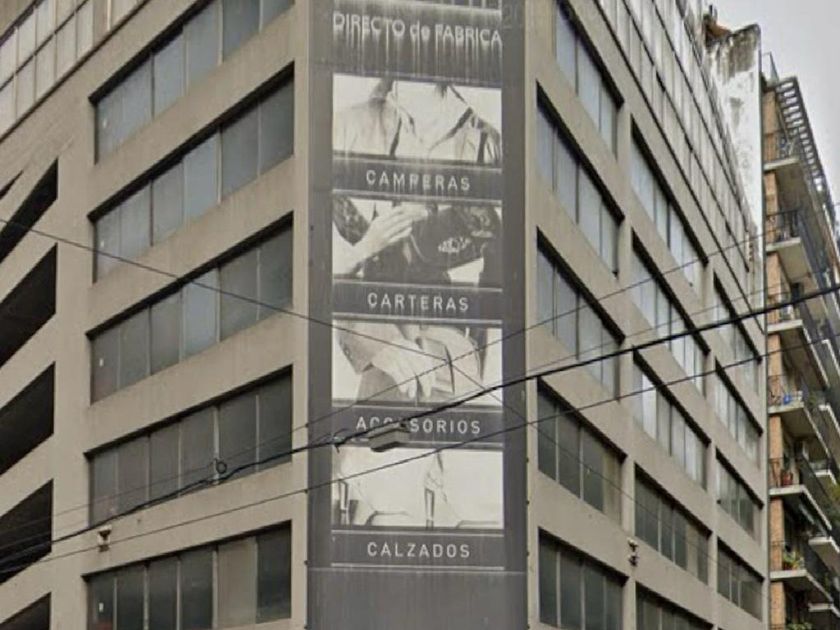 DIRECTO de FABRICA
CAMPERAS
CARTERAS
ACCESORIOS
CALZADOS